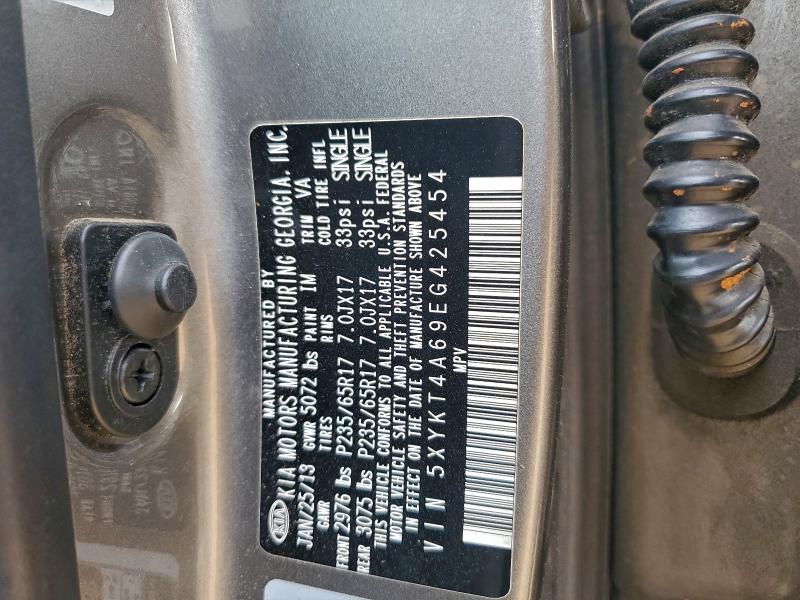 MANUFACTURED BY
KIA KIA MOTORS MANUFACTURING GEORGIA. INC.
JAN/25/13 GVWR 5072 lbs PAINT IM TRIM VA
GAWR TIRES RIMS COLD TIRE INFL
FRONT 2976 lbs P235/65R17 7.0JX17 33psi SINGLE
REAR 3075 lbs P235/65R17 7.0JX17 33psi SINGLE
THIS VEHICLE CONFORMS TO ALL APPLICABLE U.S.A. FEDERAL
MOTOR VEHICLE SAFETY AND THEFT PREVENTION STANDARDS
IN EFFECT ON THE DATE OF MANUFACTURE SHOWN ABOVE
VIN 5XYKT4A69EG425454
MPV